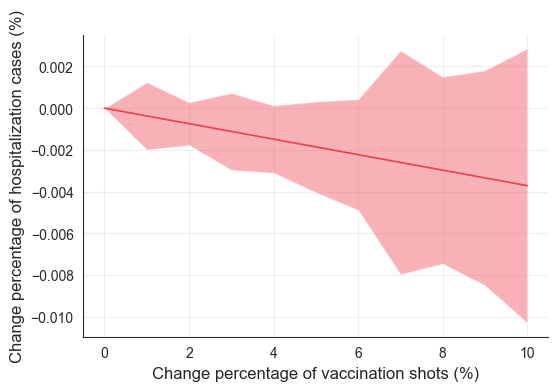 Change percentage of hospitalization cases (%)
0.002
0.000
−0.002
−0.004
−0.006
−0.008
−0.010
0 2 4 6 8 10
Change percentage of vaccination shots (%)